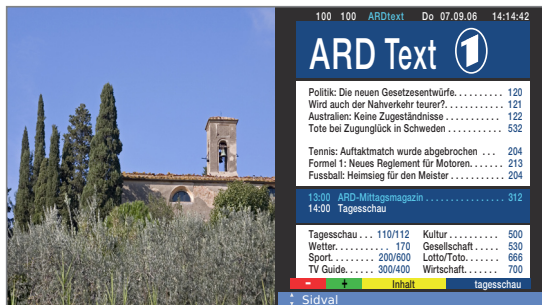 100 100 ARDtext Do 07.09.06 14:14:42
ARD Text 1
Politik: Die neuen Gesetzesentwürfe.......... 120
Wird auch der Nahverkehr teurer?............ 121
Australien: Keine Zugeständnisse ............ 122
Tote bei Zugunglück in Schweden ........... 532
Tennis: Auftaktmatch wurde abgebrochen ... 204
Formel 1: Neues Reglement für Motoren....... 213
Fussball: Heimsieg für den Meister ........... 204
13:00 ARD-Mittagsmagazin ................ 312
14:00 Tagesschau
Tagesschau ... 110/112 Kultur ........... 500
Wetter.......... 170 Gesellschaft ..... 530
Sport......... 200/600 Lotto/Toto....... 666
TV Guide...... 300/400 Wirtschaft....... 700
- + Inhalt tagesschau
Sidval